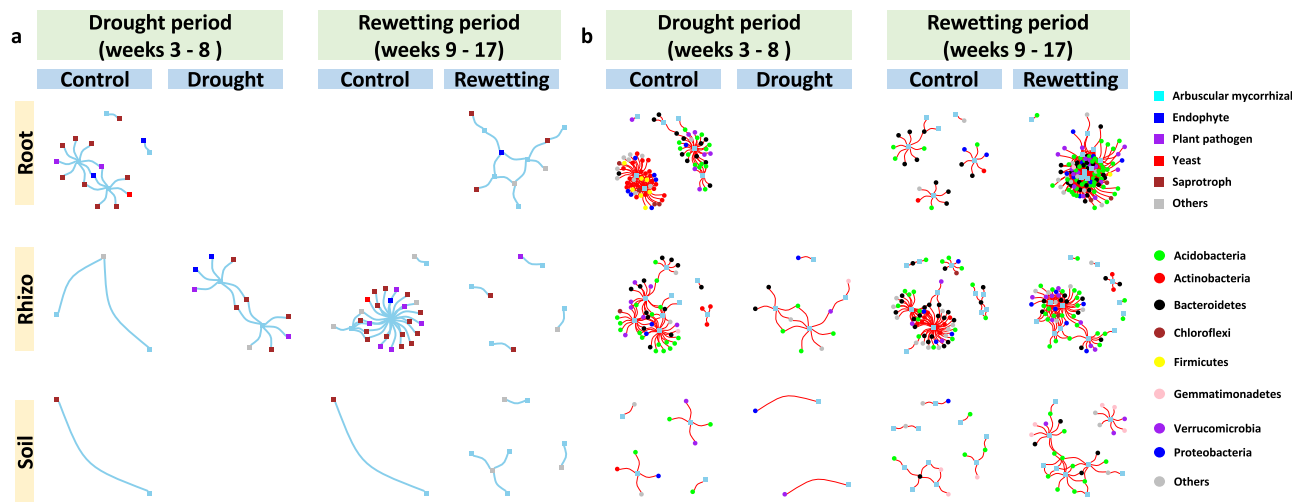 a
Drought period
(weeks 3 - 8 )
Rewetting period
(weeks 9 - 17)
b
Drought period
(weeks 3 - 8 )
Rewetting period
(weeks 9 - 17)
Control
Drought
Control
Rewetting
Control
Drought
Control
Rewetting
Root
Rhizo
Soil
Arbuscular mycorrhizal
Endophyte
Plant pathogen
Yeast
Saprotroph
Others
Acidobacteria
Actinobacteria
Bacteroidetes
Chloroflexi
Firmicutes
Gemmatimonadetes
Verrucomicrobia
Proteobacteria
Others